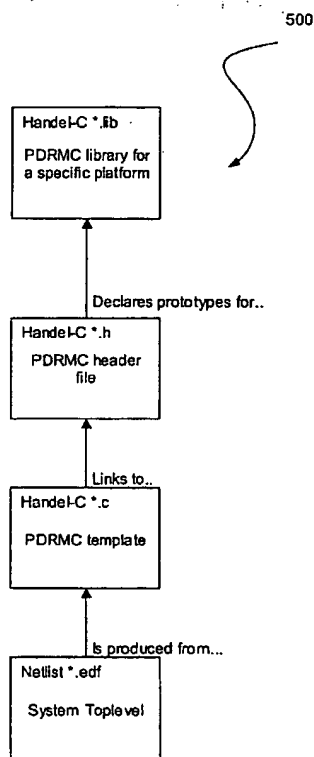 500
Handel-C *.lib
PDRMC library for
a specific platform
Declares prototypes for..
Handel-C *.h
PDRMC header
file
Links to..
Handel-C *.c
PDRMC template
Is produced from...
Netlist *.edf
System Toplevel